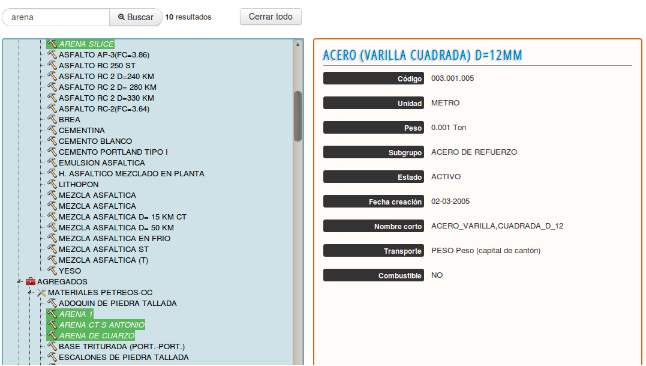 arena
Buscar
10 resultados
Cerrar todo
ARENA SILICE
ASFALTO AP-3(FC=3.66)
ASFALTO RC 250 ST
ASFALTO RC 2 D=240 KM
ASFALTO RC 2 D= 280 KM
ASFALTO RC 2 D=330 KM
ASFALTO RC-2(FC=3.64)
BREA
CEMENTINA
CEMENTO BLANCO
CEMENTO PORTLAND TIPO I
EMULSION ASFALTICA
H. ASFALTICO MEZCLADO EN PLANTA
LITHOPON
MEZCLA ASFALTICA
MEZCLA ASFALTICA
MEZCLA ASFALTICA D= 15 KM CT
MEZCLA ASFALTICA D= 50 KM
MEZCLA ASFALTICA EN FRIO
MEZCLA ASFALTICA ST
MEZCLA ASFALTICA (T)
YESO
AGREGADOS
MATERIALES PETREOS-OC
ADOQUIN DE PIEDRA TALLADA
ARENA 1
ARENA CT S ANTONIO
ARENA DE CUARZO
BASE TRITURADA (PORT.-PORT.)
ESCALONES DE PIEDRA TALLADA
ACERO (VARILLA CUADRADA) D=12MM
Código 003.001.005
Unidad METRO
Peso 0.001 Ton
Subgrupo ACERO DE REFUERZO
Estado ACTIVO
Fecha creación 02-03-2005
Nombre corto ACERO_VARILLA,CUADRADA_D_12
Transporte PESO Peso (capital de cantón)
Combustible NO